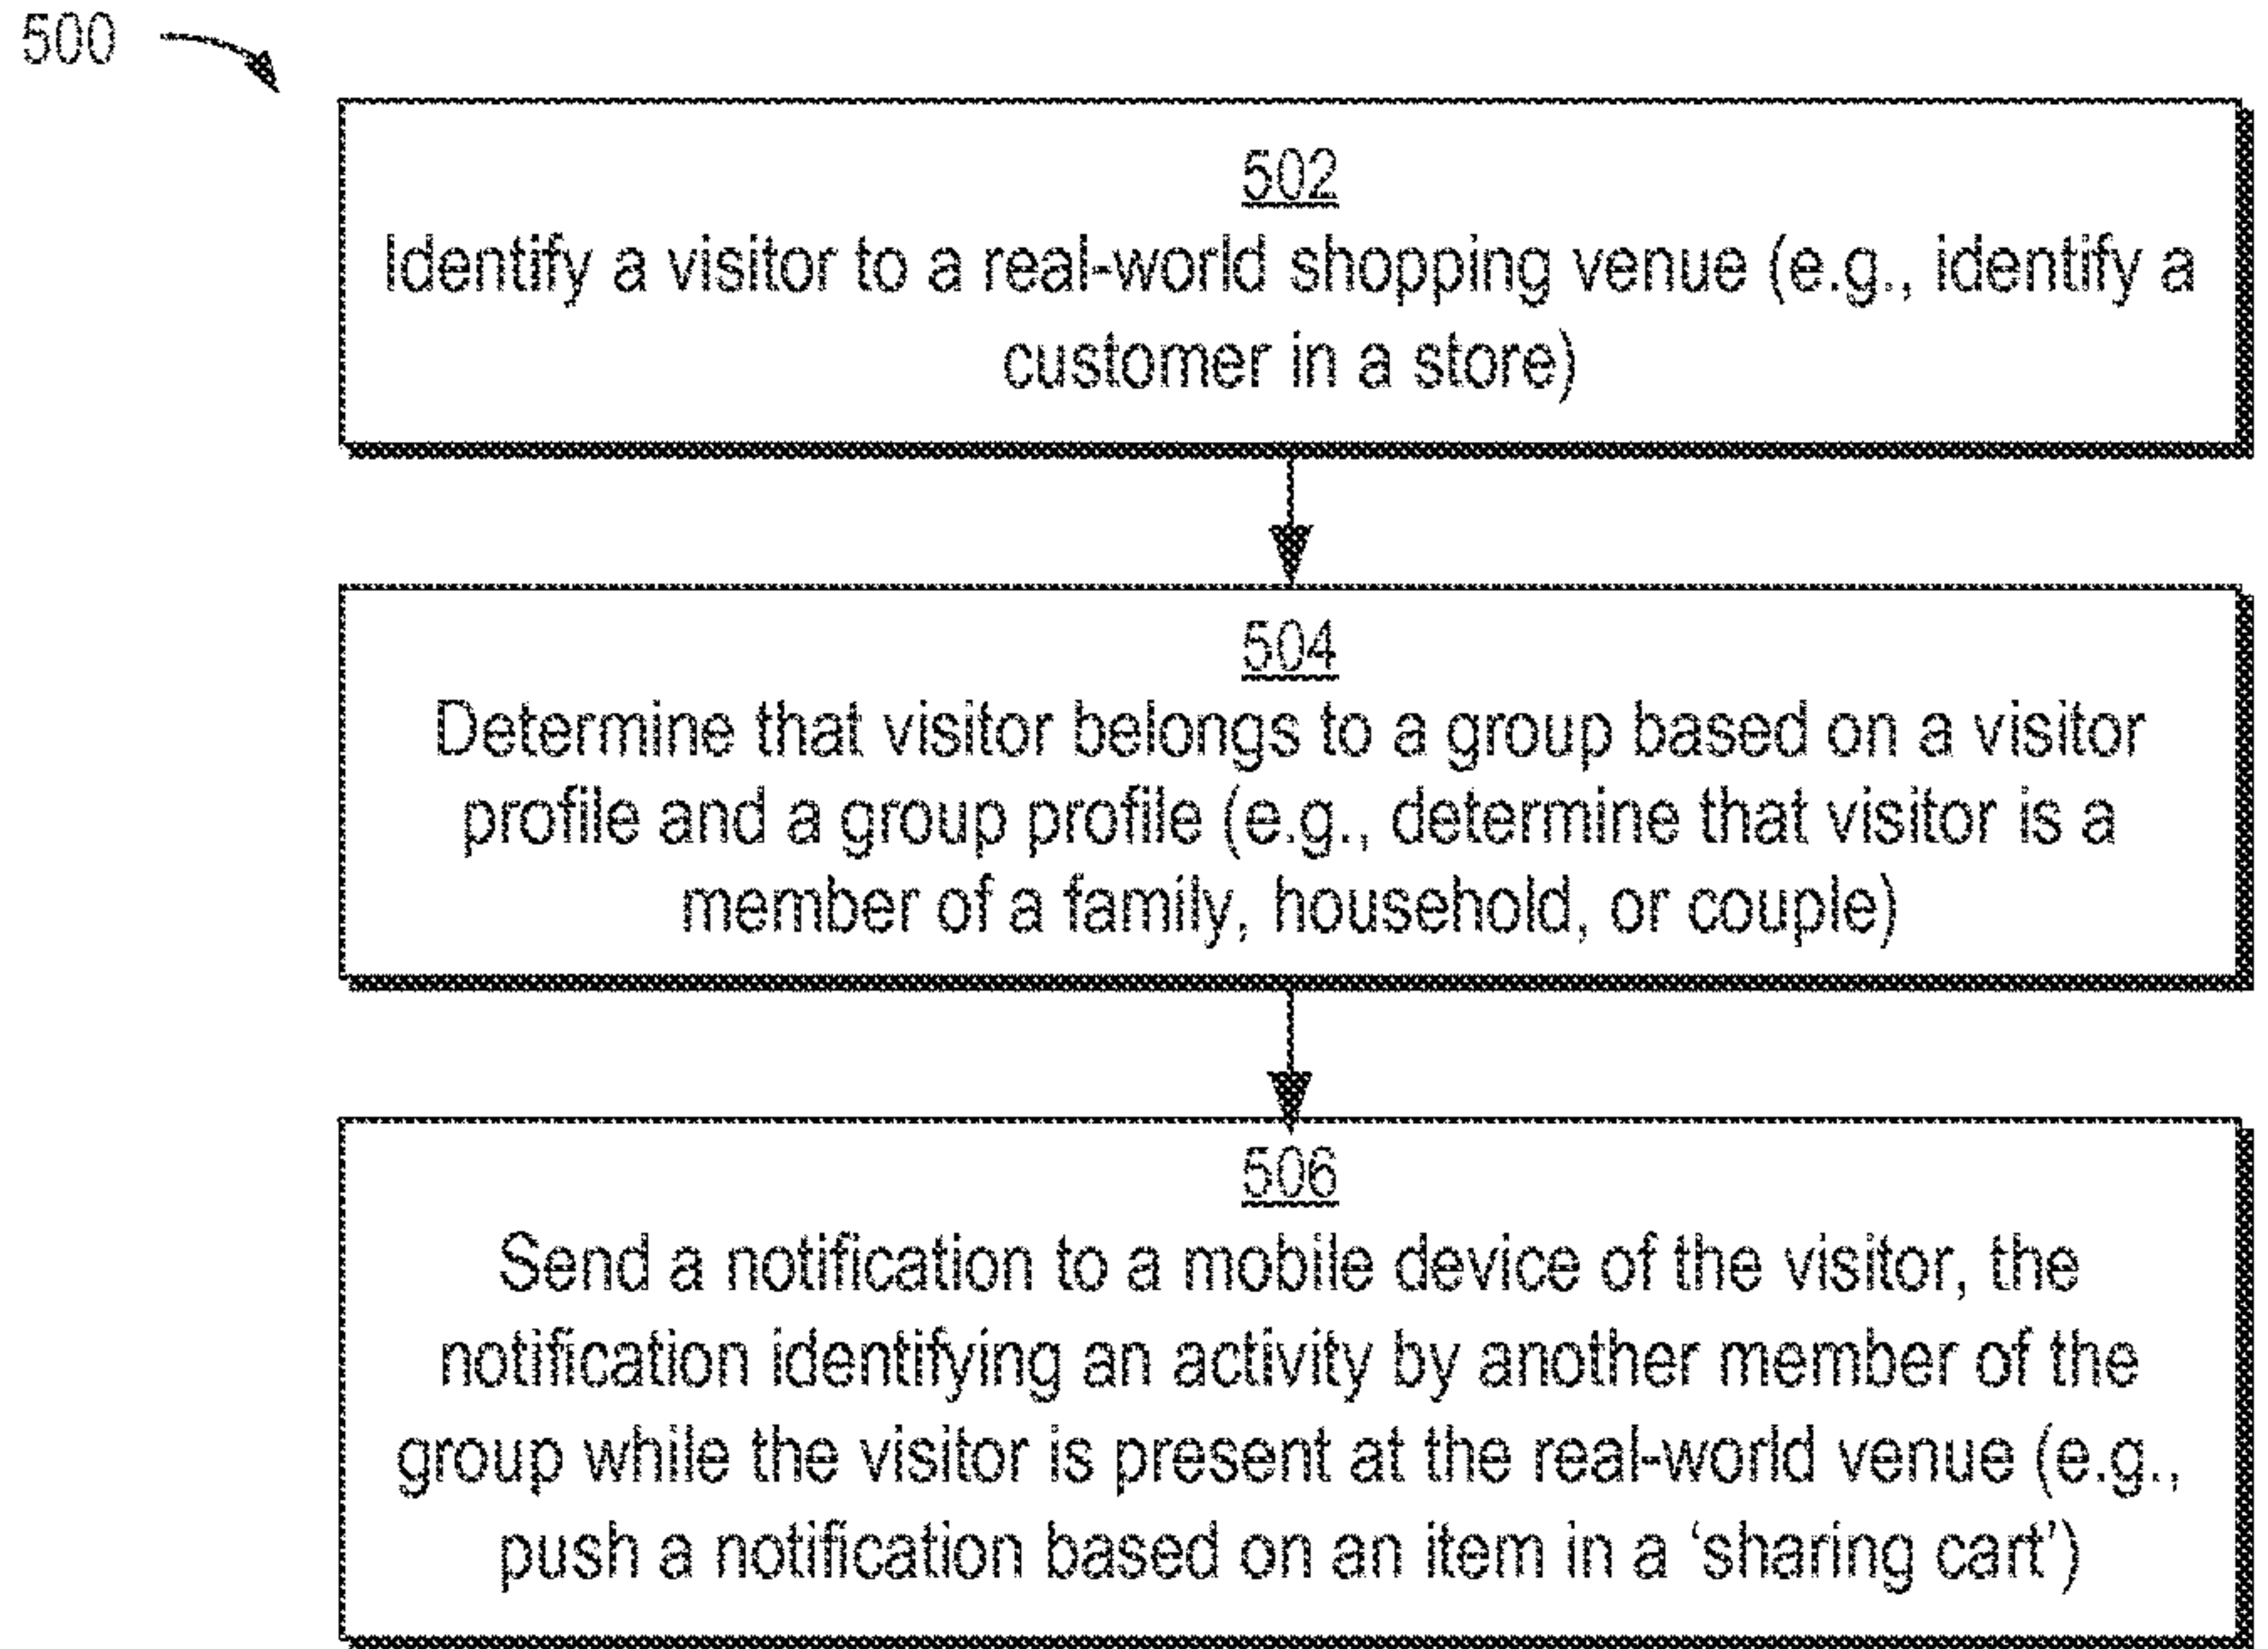 500
502
Identify a visitor to a real-world shopping venue (e.g., identify a
customer in a store)
504
Determine that visitor belongs to a group based on a visitor
profile and a group profile (e.g., determine that visitor is a
member of a family, household, or couple)
506
Send a notification to a mobile device of the visitor, the
notification identifying an activity by another member of the
group while the visitor is present at the real-world venue (e.g.,
push a notification based on an item in a ‘sharing cart’)